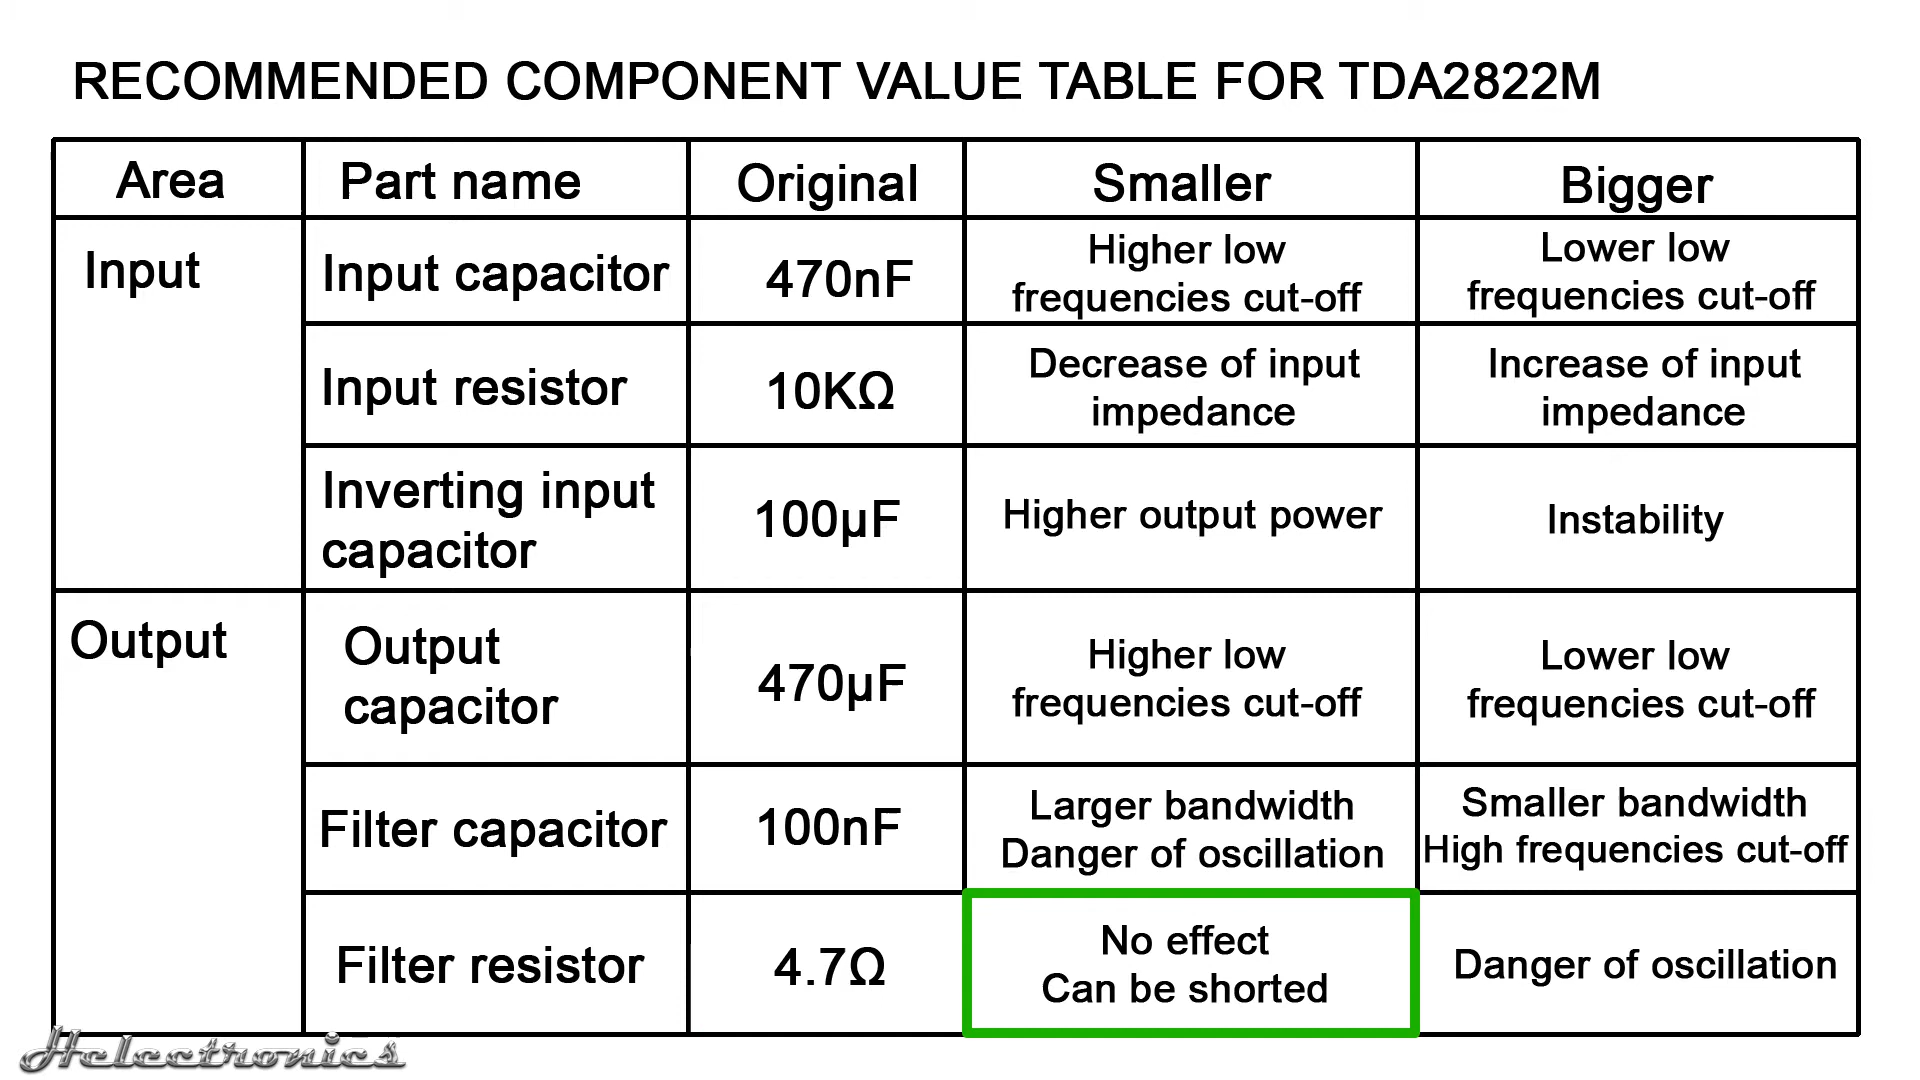 RECOMMENDED COMPONENT VALUE TABLE FOR TDA2822M
Area
Part name
Original
Smaller
Bigger
Input
Input capacitor
470nF
Higher low
frequencies cut-off
Lower low
frequencies cut-off
Input resistor
10KΩ
Decrease of input
impedance
Increase of input
impedance
Inverting input
capacitor
100µF
Higher output power
Instability
Output
Output
capacitor
470µF
Higher low
frequencies cut-off
Lower low
frequencies cut-off
Filter capacitor
100nF
Larger bandwidth
Danger of oscillation
Smaller bandwidth
High frequencies cut-off
Filter resistor
4.7Ω
No effect
Can be shorted
Danger of oscillation
Helectronics